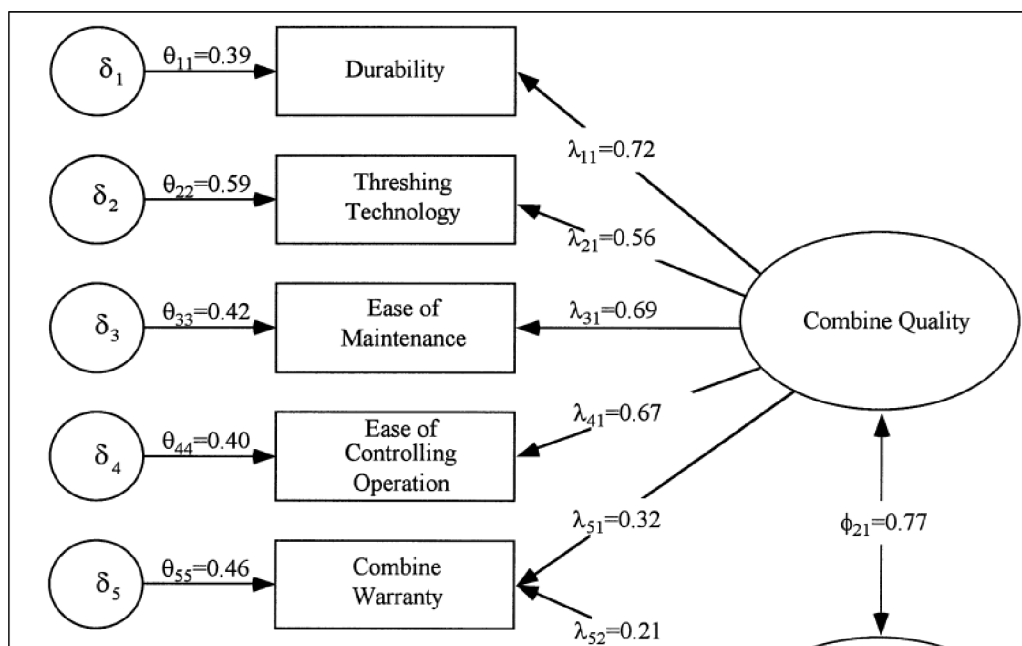 δ₁
θ₁₁=0.39
Durability
λ₁₁=0.72
δ₂
θ₂₂=0.59
Threshing
Technology
λ₂₁=0.56
δ₃
θ₃₃=0.42
Ease of
Maintenance
λ₃₁=0.69
Combine Quality
δ₄
θ₄₄=0.40
Ease of
Controlling
Operation
λ₄₁=0.67
δ₅
θ₅₅=0.46
Combine
Warranty
λ₅₁=0.32
ϕ₂₁=0.77
λ₅₂=0.21